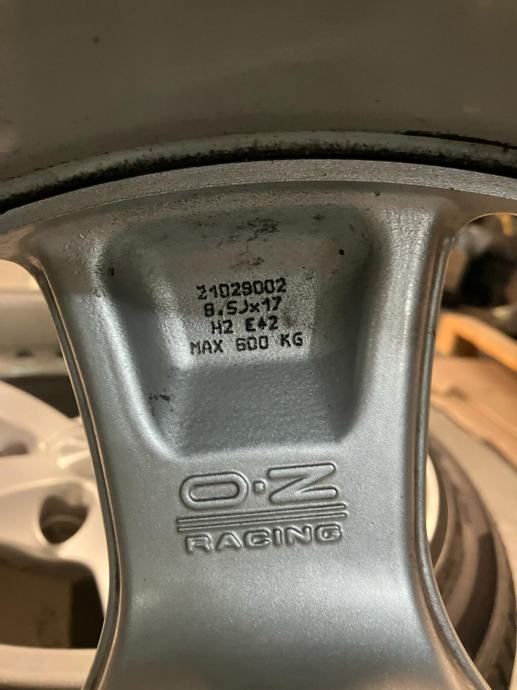 21029002
8.5Jx17
H2 E42
MAX 600 KG
O·Z
RACING